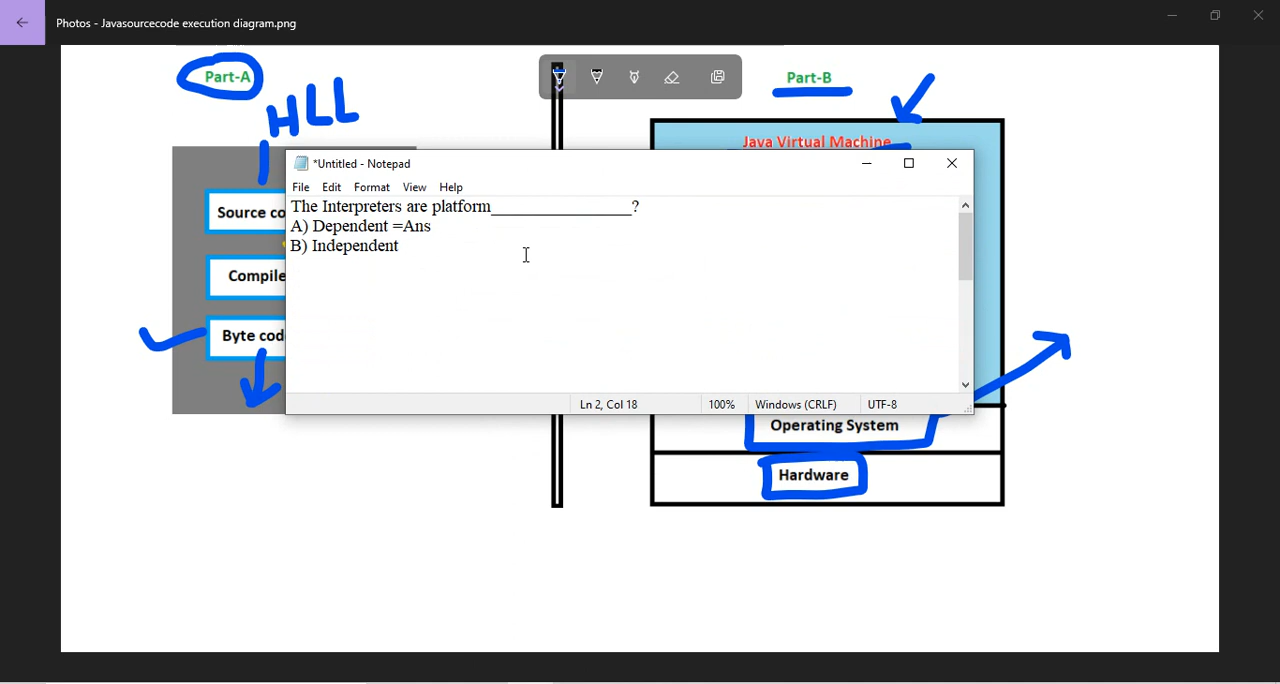 Photos - Javasourcecode execution diagram.png
Part-A
Part-B
HLL
Java Virtual Machine
*Untitled - Notepad
File Edit Format View Help
The Interpreters are platform________________?
A) Dependent =Ans
B) Independent
Source co
Compile
Byte cod
Ln 2, Col 18 100% Windows (CRLF) UTF-8
Operating System
Hardware